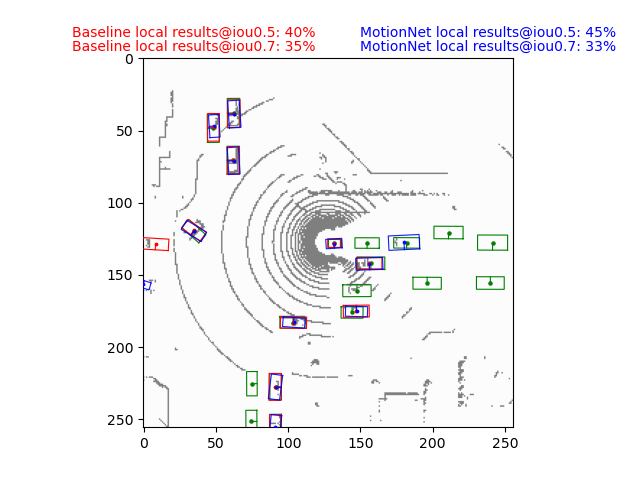 Baseline local results@iou0.5: 40%
MotionNet local results@iou0.5: 45%
Baseline local results@iou0.7: 35%
MotionNet local results@iou0.7: 33%
0
50
100
150
200
250
0 50 100 150 200 250